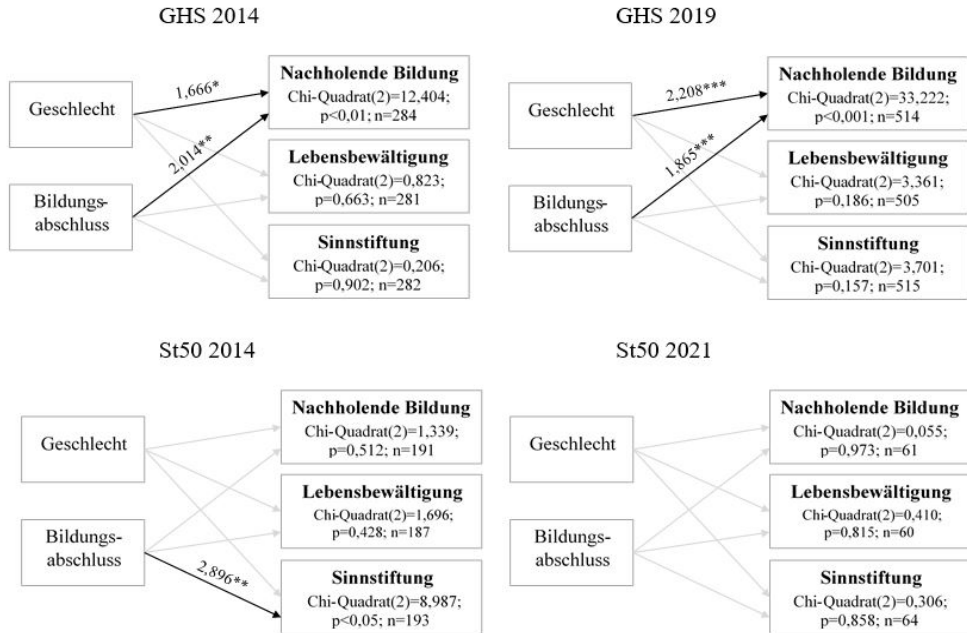 GHS 2014
Geschlecht
Bildungs-
abschluss
1,666*
2,014**
Nachholende Bildung
Chi-Quadrat(2)=12,404;
p<0,01; n=284
Lebensbewältigung
Chi-Quadrat(2)=0,823;
p=0,663; n=281
Sinnstiftung
Chi-Quadrat(2)=0,206;
p=0,902; n=282
GHS 2019
Geschlecht
Bildungs-
abschluss
2,208***
1,865***
Nachholende Bildung
Chi-Quadrat(2)=33,222;
p<0,001; n=514
Lebensbewältigung
Chi-Quadrat(2)=3,361;
p=0,186; n=505
Sinnstiftung
Chi-Quadrat(2)=3,701;
p=0,157; n=515
St50 2014
Geschlecht
Bildungs-
abschluss
2,896**
Nachholende Bildung
Chi-Quadrat(2)=1,339;
p=0,512; n=191
Lebensbewältigung
Chi-Quadrat(2)=1,696;
p=0,428; n=187
Sinnstiftung
Chi-Quadrat(2)=8,987;
p<0,05; n=193
St50 2021
Geschlecht
Bildungs-
abschluss
Nachholende Bildung
Chi-Quadrat(2)=0,055;
p=0,973; n=61
Lebensbewältigung
Chi-Quadrat(2)=0,410;
p=0,815; n=60
Sinnstiftung
Chi-Quadrat(2)=0,306;
p=0,858; n=64